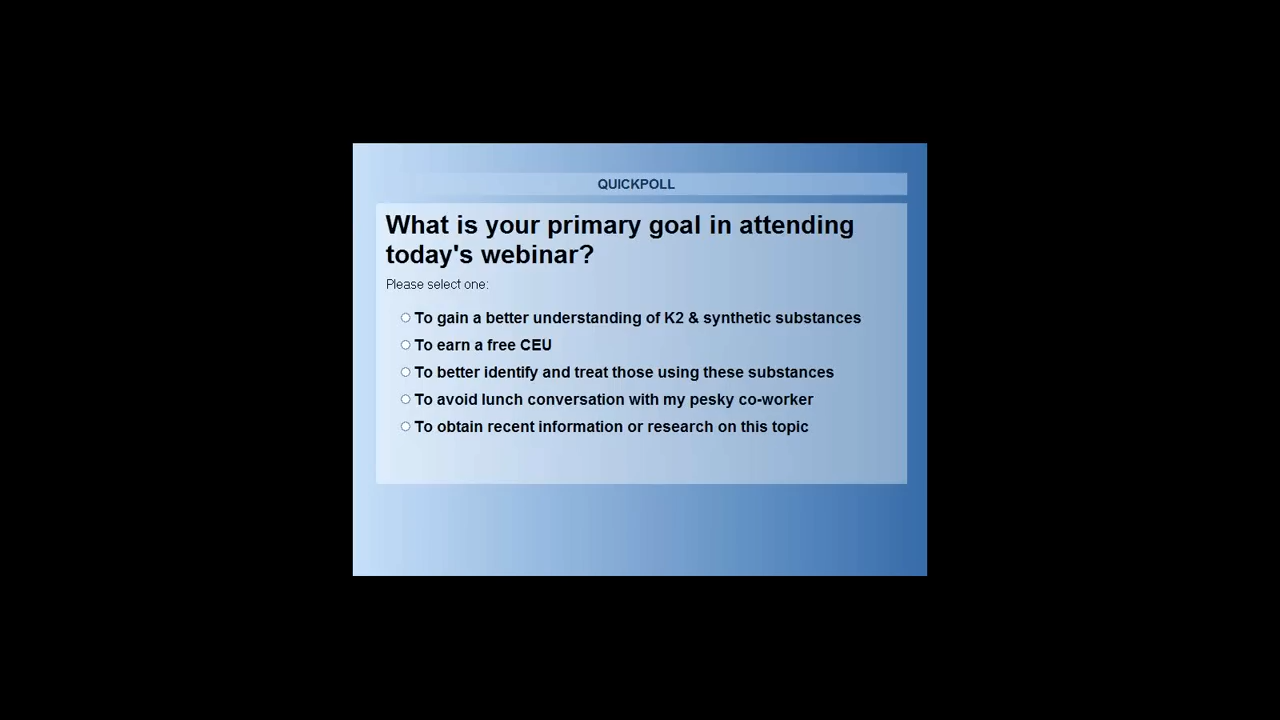 QUICKPOLL
What is your primary goal in attending
today's webinar?
Please select one:
To gain a better understanding of K2 & synthetic substances
To earn a free CEU
To better identify and treat those using these substances
To avoid lunch conversation with my pesky co-worker
To obtain recent information or research on this topic